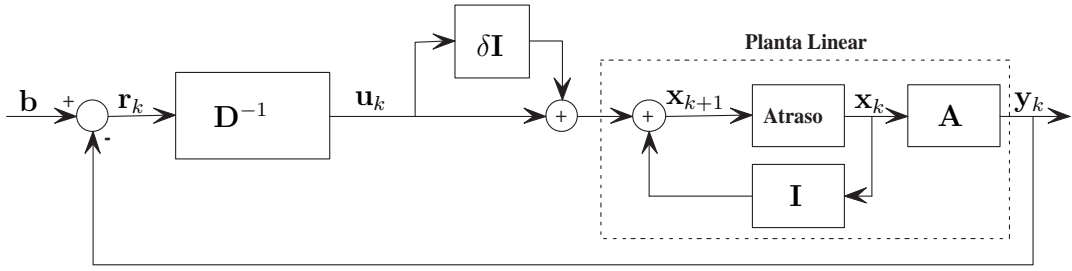 δI
Planta Linear
b
+
r_k
D⁻¹
u_k
+
+
x_{k+1}
Atraso
x_k
A
y_k
-
I